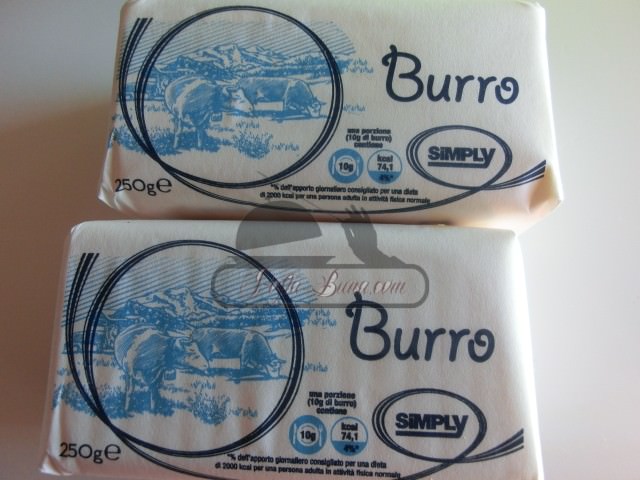 Burro
una porzione
(10g di burro)
contiene
10g
kcal
74,1
4%*
SiMPLY
250g℮
*% dell'apporto giornaliero consigliato per una dieta
di 2000 kcal per una persona adulta in attività fisica normale
Buna.com
Burro
una porzione
(10g di burro)
contiene
10g
kcal
74,1
4%*
SiMPLY
250g℮
*% dell'apporto giornaliero consigliato per una dieta
di 2000 kcal per una persona adulta in attività fisica normale